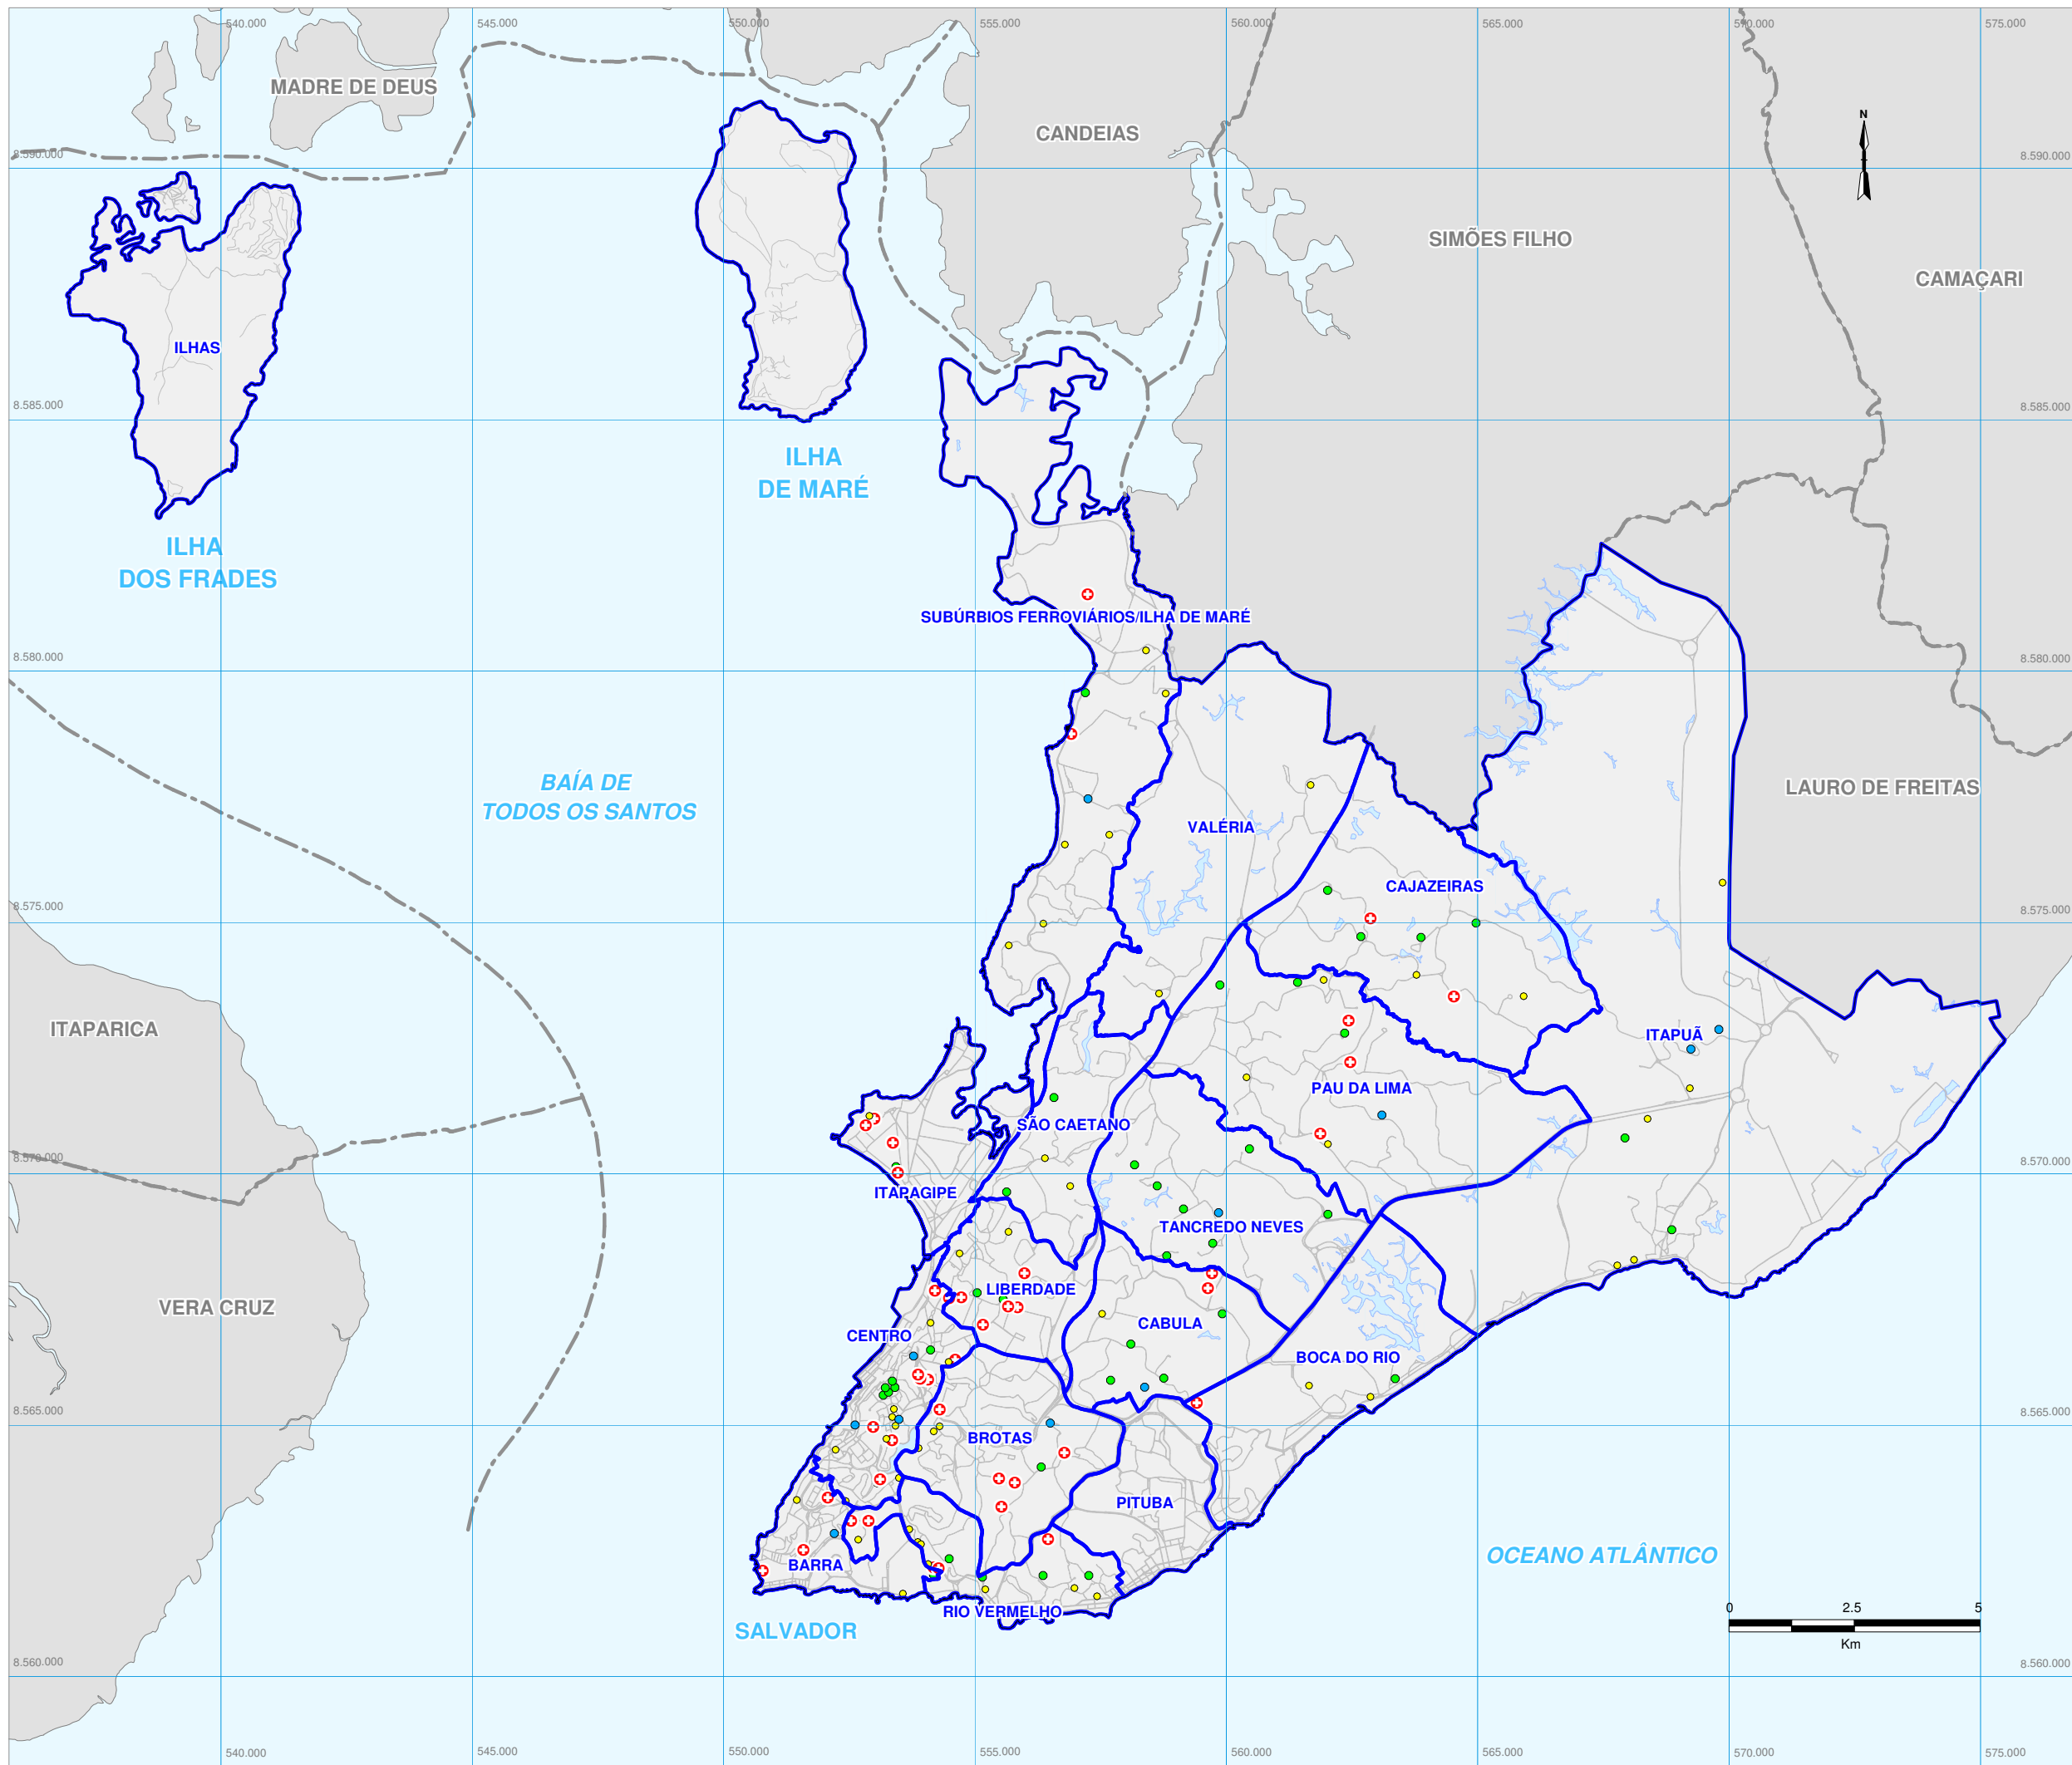 540.000
545.000
550.000
555.000
560.000
565.000
570.000
575.000
MADRE DE DEUS
N
CANDEIAS
8.590.000
8.590.000
SIMÕES FILHO
CAMAÇARI
ILHAS
8.585.000
8.585.000
ILHA
DE MARÉ
ILHA
DOS FRADES
SUBÚRBIOS FERROVIÁRIOS/ILHA DE MARÉ
8.580.000
8.580.000
BAÍA DE
TODOS OS SANTOS
LAURO DE FREITAS
VALÉRIA
CAJAZEIRAS
8.575.000
8.575.000
ITAPARICA
ITAPUÃ
PAU DA LIMA
SÃO CAETANO
8.570.000
8.570.000
ITAPAGIPE
TANCREDO NEVES
LIBERDADE
VERA CRUZ
CABULA
CENTRO
BOCA DO RIO
8.565.000
8.565.000
BROTAS
PITUBA
OCEANO ATLÂNTICO
BARRA
RIO VERMELHO
SALVADOR
0
2.5
5
Km
8.560.000
8.560.000
540.000
545.000
550.000
555.000
560.000
565.000
570.000
575.000